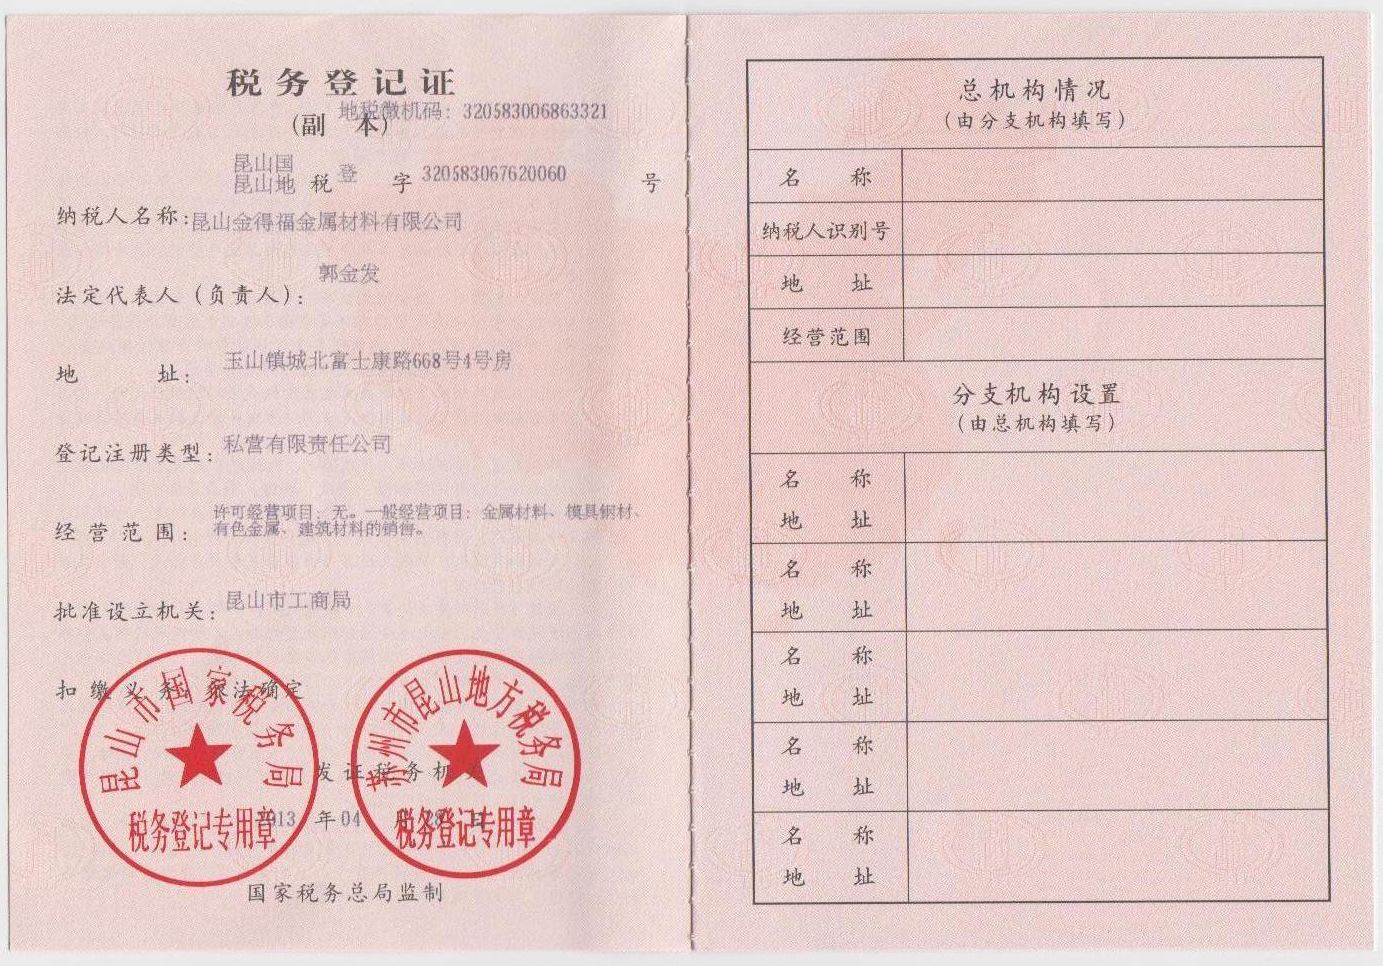 税务登记证
地税微机码：320583006863321
(副 本)
昆山国
昆山地 税 登 字 320583067620060 号
纳税人名称：昆山金得福金属材料有限公司
郭金发
法定代表人（负责人）：
地 址：玉山镇城北富士康路668号4号房
登记注册类型：私营有限责任公司
经营范围：许可经营项目：无。一般经营项目：金属材料、模具钢材、
有色金属、建筑材料的销售。
批准设立机关：昆山市工商局
扣缴义务：依法确定
昆山市国家税务局
税务登记专用章
苏州市昆山地方税务局
税务登记专用章
发证税务机关
2013 年 04 月 28 日
国家税务总局监制
总机构情况
（由分支机构填写）
名 称
纳税人识别号
地 址
经营范围
分支机构设置
（由总机构填写）
名 称
地 址
名 称
地 址
名 称
地 址
名 称
地 址
名 称
地 址